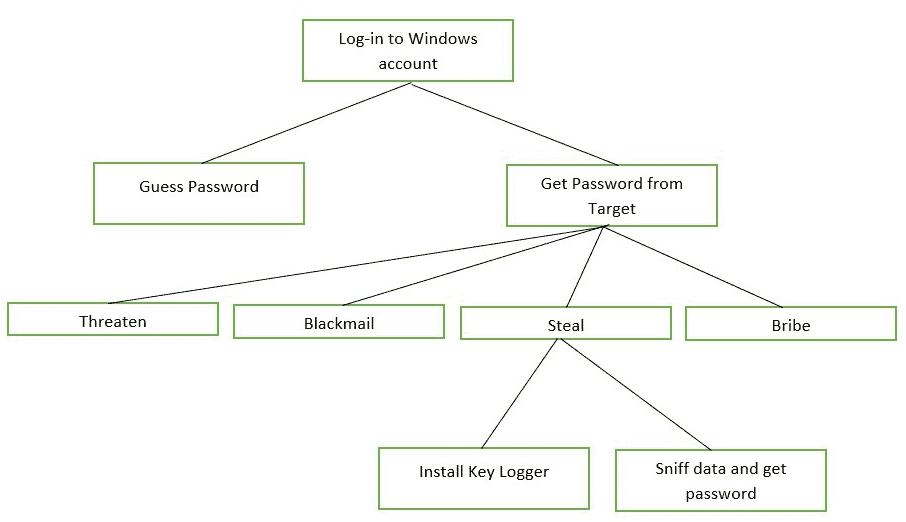 Log-in to Windows
account
Guess Password
Get Password from
Target
Threaten
Blackmail
Steal
Bribe
Install Key Logger
Sniff data and get
password